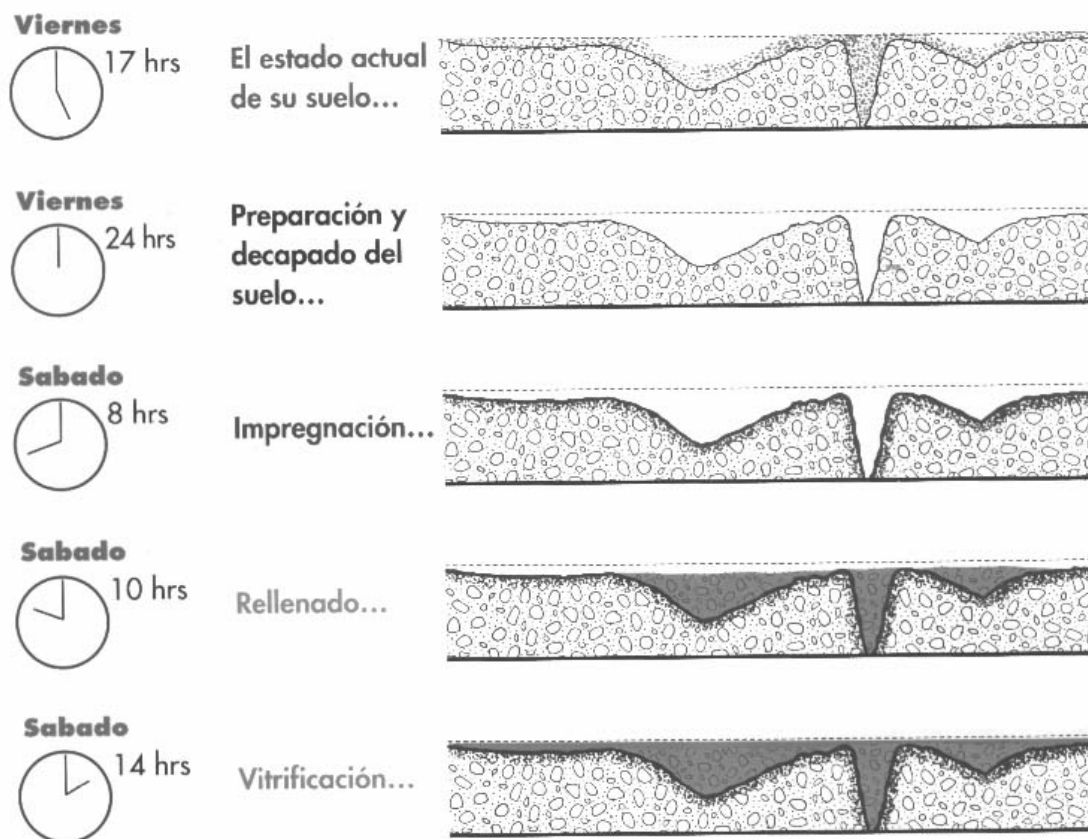 Viernes
17 hrs
El estado actual
de su suelo...
Viernes
24 hrs
Preparación y
decapado del
suelo...
Sabado
8 hrs
Impregnación...
Sabado
10 hrs
Rellenado...
Sabado
14 hrs
Vitrificación...